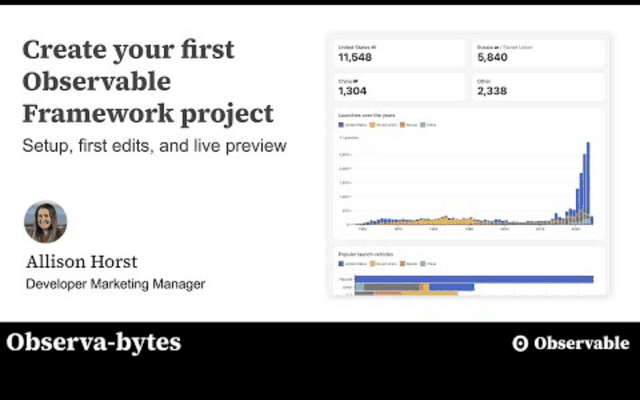 Create your first
Observable
Framework project
Setup, first edits, and live preview
Allison Horst
Developer Marketing Manager
United States
11,548
Russia / Soviet Union
5,840
China
1,304
Other
2,338
Launches over the years
Popular launch vehicles
Observa-bytes
Observable